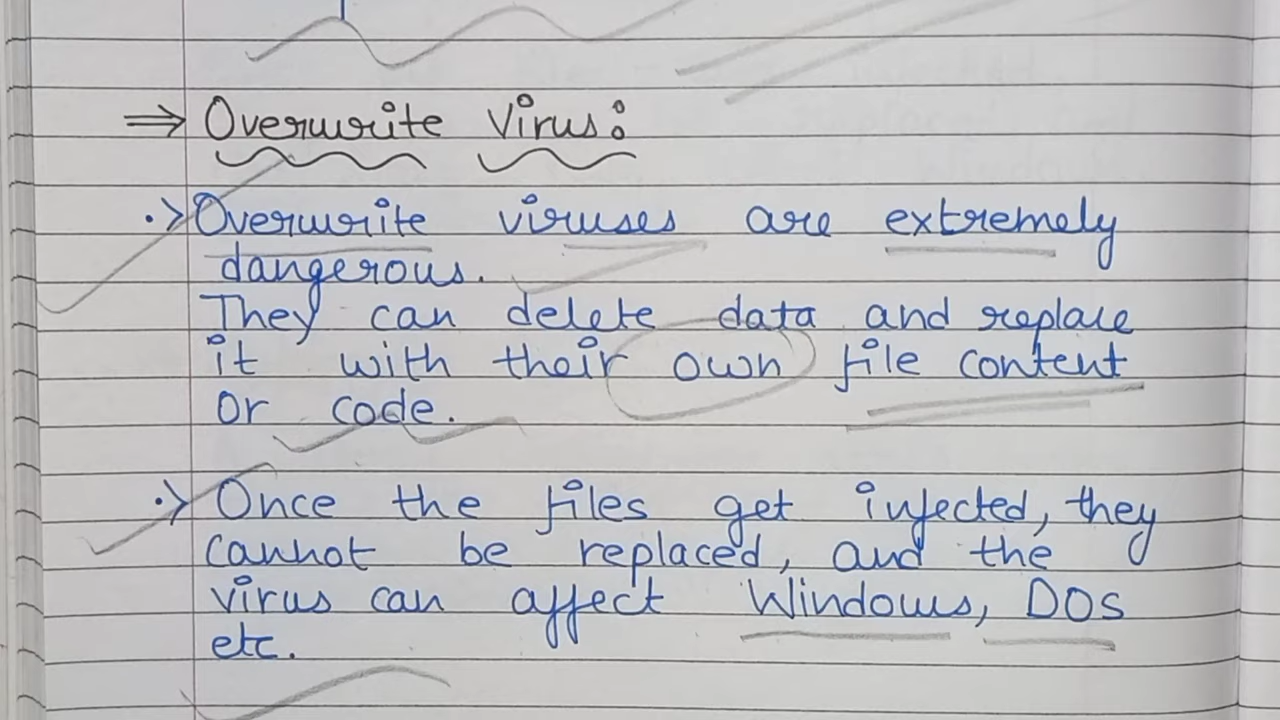 ⇒ Overwrite Virus:
·> Overwrite viruses are extremely
dangerous.
They can delete data and replace
it with their own file content
or code.
·> Once the files get infected, they
cannot be replaced, and the
virus can affect Windows, DOS
etc.